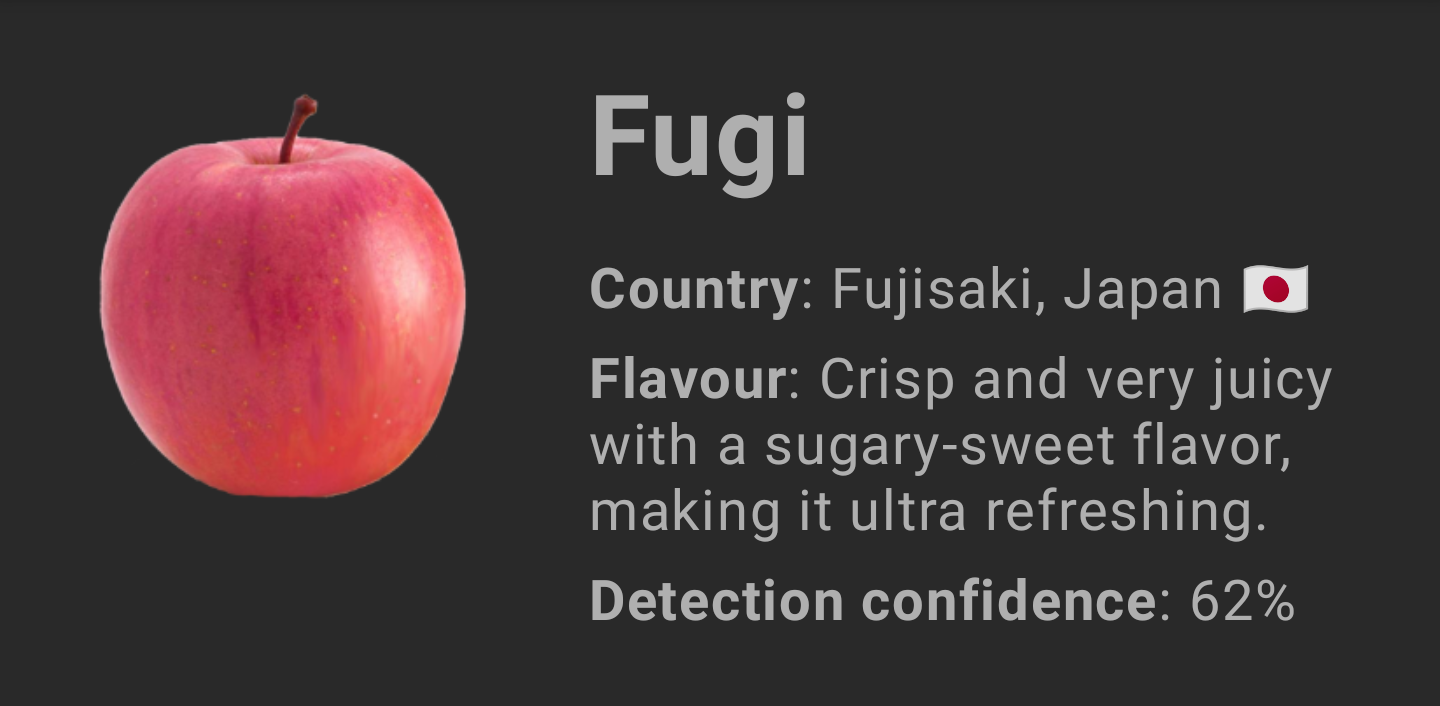 Fugi
Country: Fujisaki, Japan 🇯🇵
Flavour: Crisp and very juicy
with a sugary-sweet flavor,
making it ultra refreshing.
Detection confidence: 62%